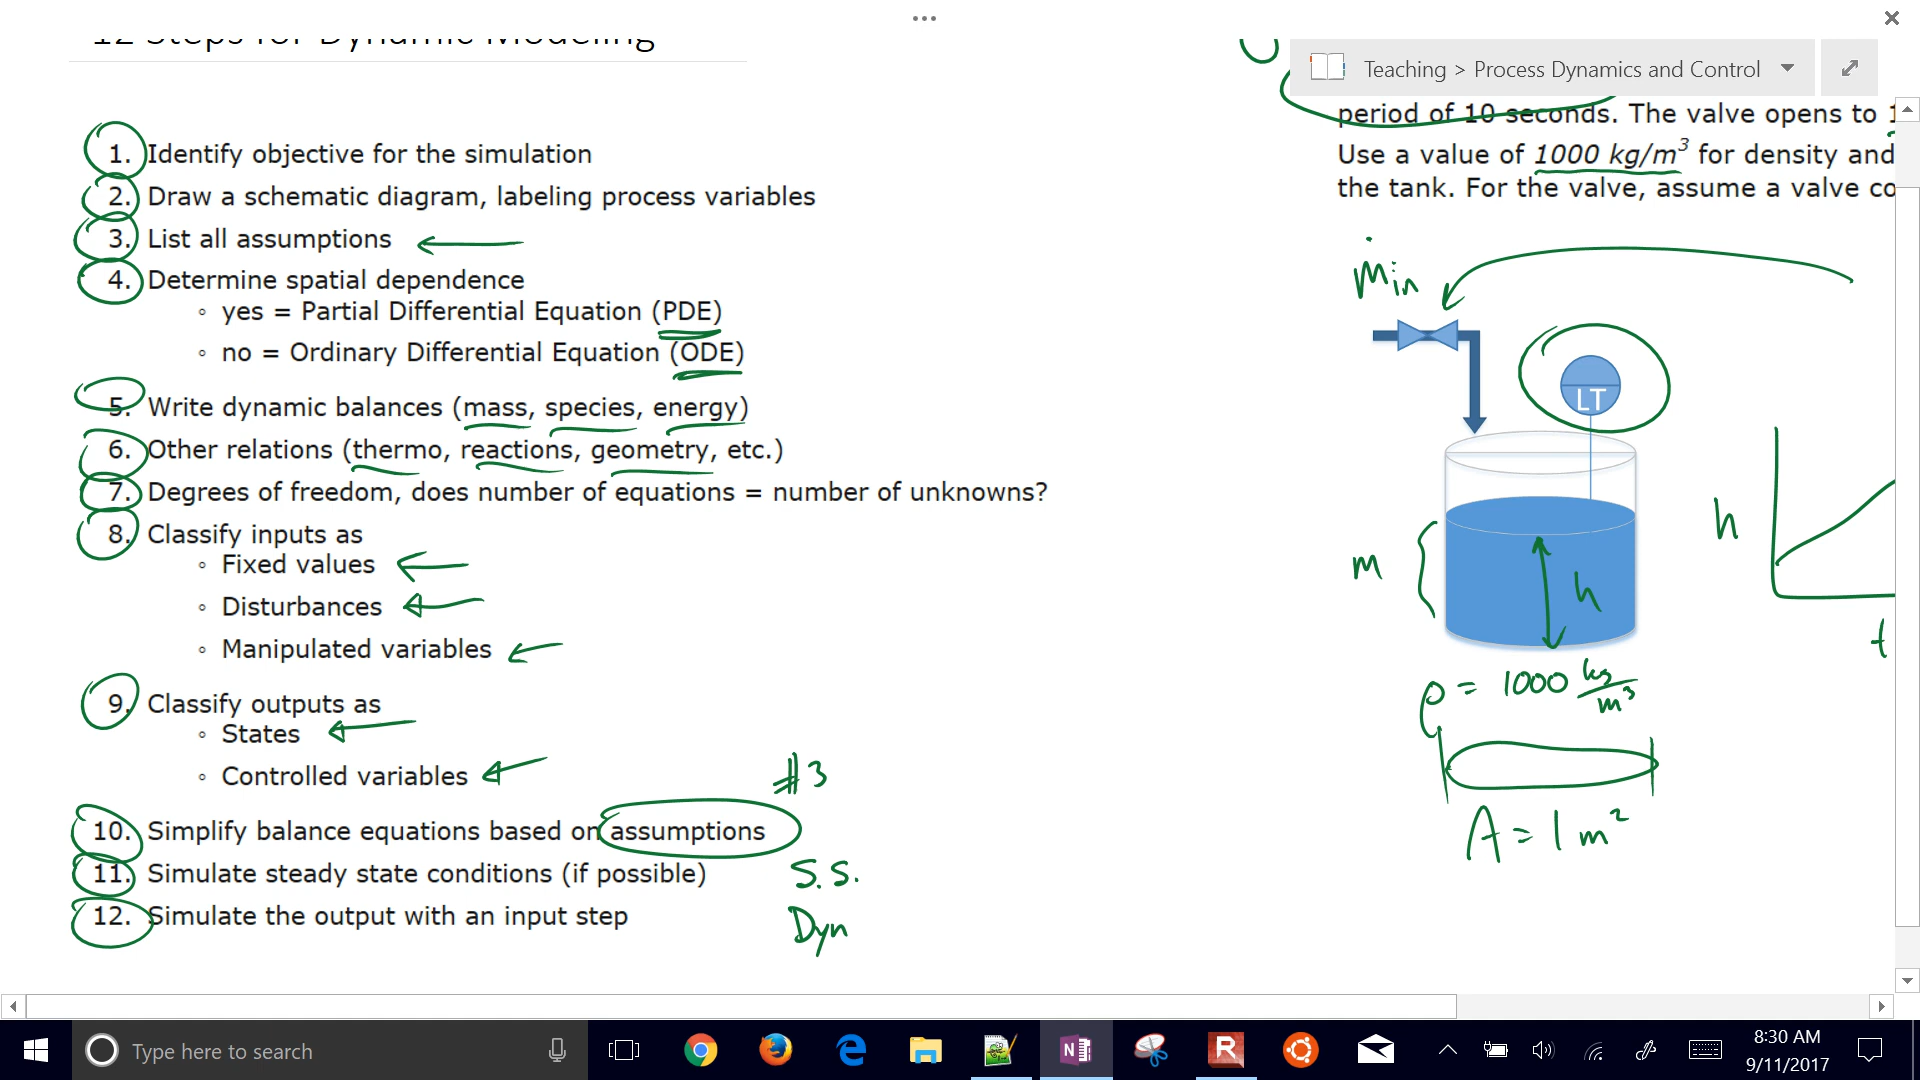 12 Steps for Dynamic Modeling
Teaching > Process Dynamics and Control
1. Identify objective for the simulation
2. Draw a schematic diagram, labeling process variables
3. List all assumptions
4. Determine spatial dependence
◦ yes = Partial Differential Equation (PDE)
◦ no = Ordinary Differential Equation (ODE)
5. Write dynamic balances (mass, species, energy)
6. Other relations (thermo, reactions, geometry, etc.)
7. Degrees of freedom, does number of equations = number of unknowns?
8. Classify inputs as
◦ Fixed values
◦ Disturbances
◦ Manipulated variables
9. Classify outputs as
◦ States
◦ Controlled variables
#3
10. Simplify balance equations based on assumptions
11. Simulate steady state conditions (if possible)
S.S.
12. Simulate the output with an input step
Dyn
period of 10 seconds. The valve opens to 1
Use a value of 1000 kg/m³ for density and
the tank. For the valve, assume a valve co
ṁin
LT
m
h
h
t
ρ = 1000 kg/m³
A = 1 m²
Type here to search
8:30 AM
9/11/2017